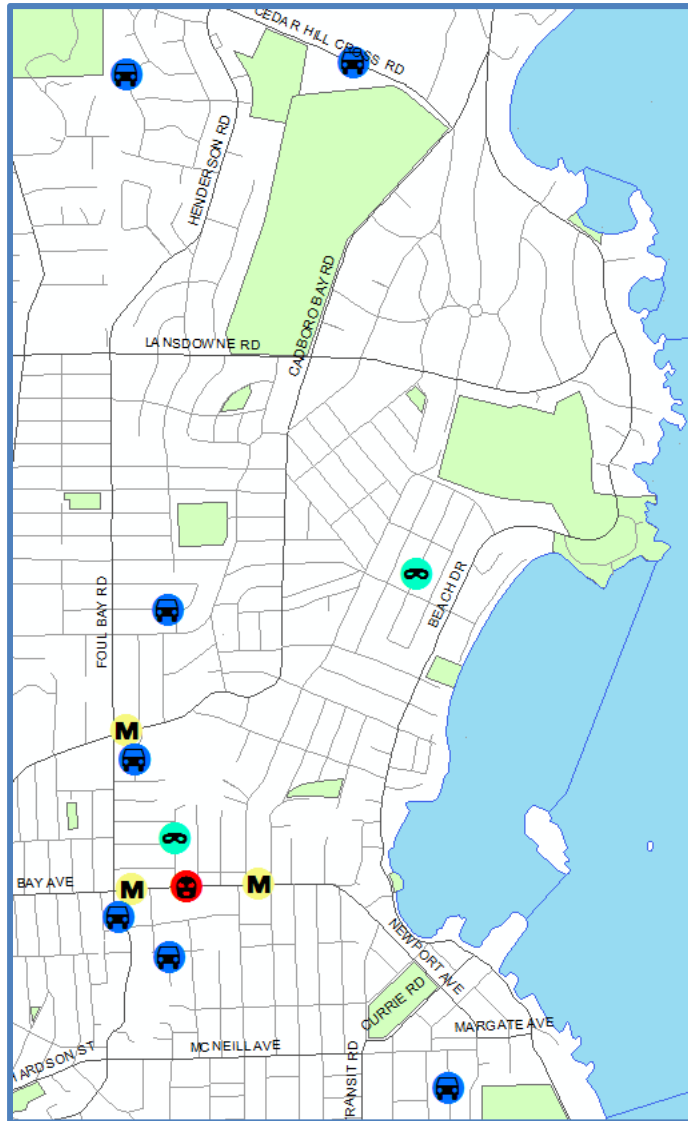 CEDAR HILL CROSS RD
HENDERSON RD
CADBORO BAY RD
LANSDOWNE RD
FOUL BAY RD
BEACH DR
M
BAY AVE
M
M
NEWPORT AVE
CURRIE RD
MARGATE AVE
MCNEILL AVE
HARDSON ST
TRANSIT RD